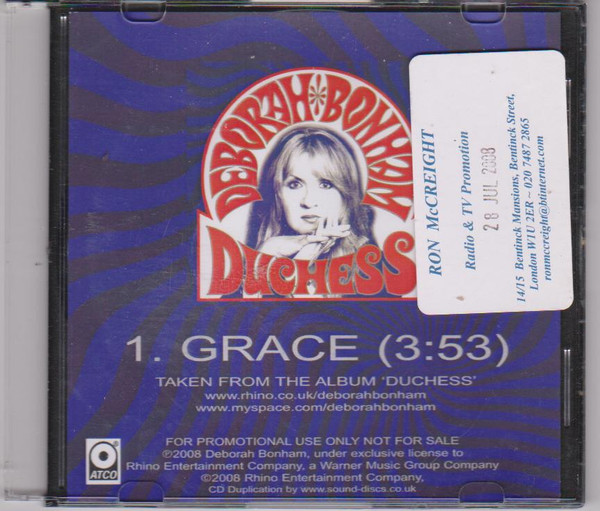 DEBORAH BONHAM
DUCHESS
RON McCREIGHT
Radio & TV Promotion
28 JUL 2008
14/15 Bentinck Mansions, Bentinck Street,
London W1U 2ER ~ 020 7487 2865
ronmccreight@btinternet.com
1. GRACE (3:53)
TAKEN FROM THE ALBUM 'DUCHESS'
www.rhino.co.uk/deborahbonham
www.myspace.com/deborahbonham
FOR PROMOTIONAL USE ONLY NOT FOR SALE
℗2008 Deborah Bonham, under exclusive license to
Rhino Entertainment Company, a Warner Music Group Company
©2008 Rhino Entertainment Company,
CD Duplication by www.sound-discs.co.uk
ATCO